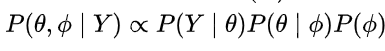 P(θ, ϕ | Y) ∝ P(Y | θ)P(θ | ϕ)P(ϕ)